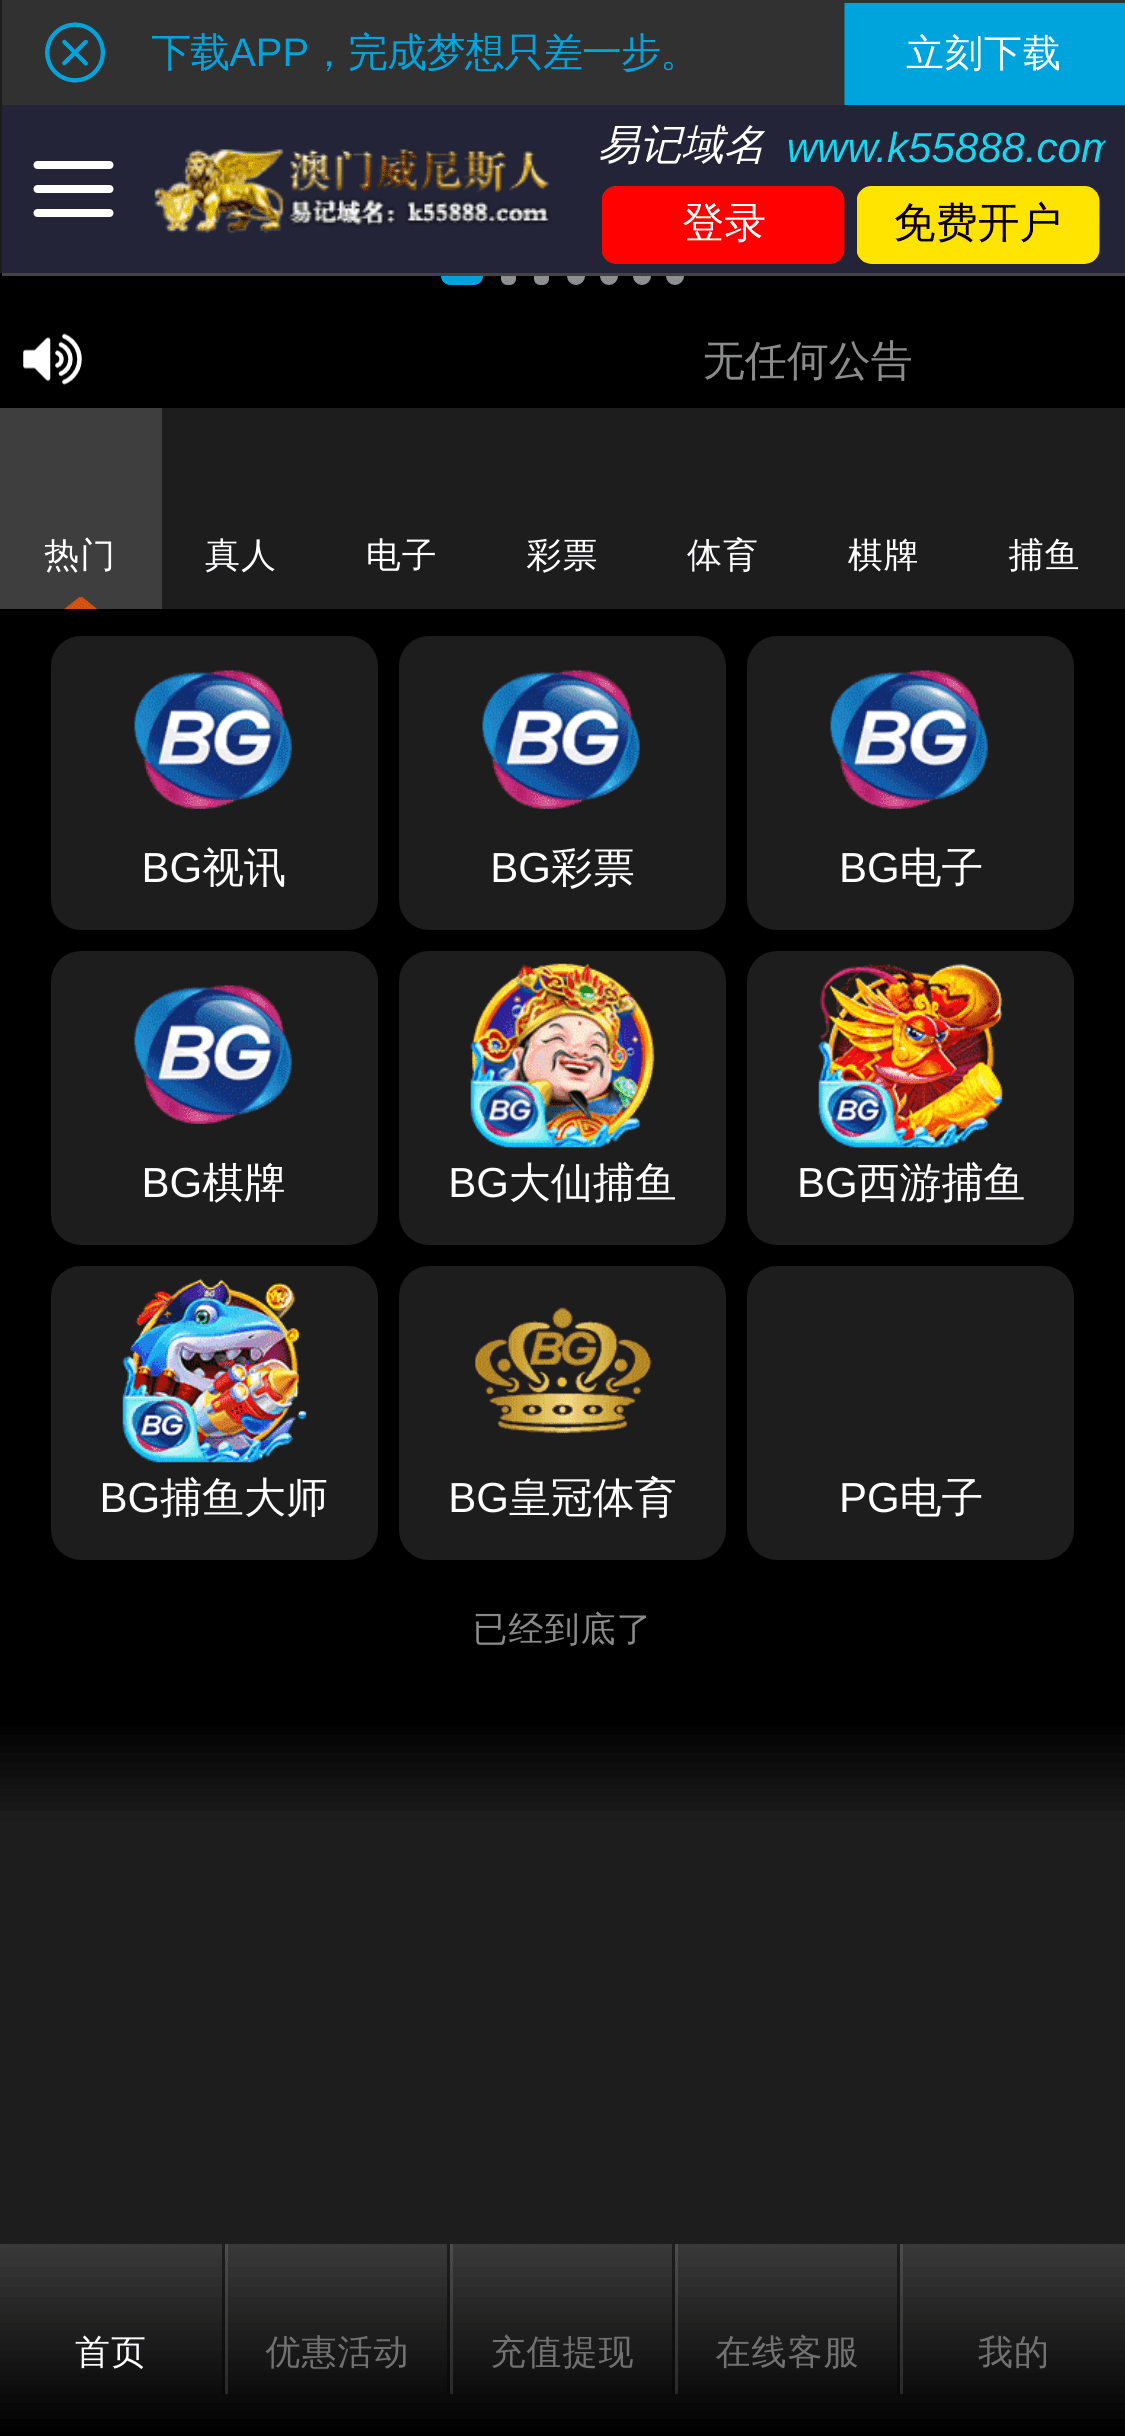 下载APP，完成梦想只差一步。
立刻下载
澳门威尼斯人
易记域名：k55888.com
易记域名 www.k55888.com
登录
免费开户
无任何公告
热门
真人
电子
彩票
体育
棋牌
捕鱼
BG
BG视讯
BG
BG彩票
BG
BG电子
BG
BG棋牌
BG
BG大仙捕鱼
BG
BG西游捕鱼
BG
BG捕鱼大师
BG
BG皇冠体育
PG电子
已经到底了
首页
优惠活动
充值提现
在线客服
我的